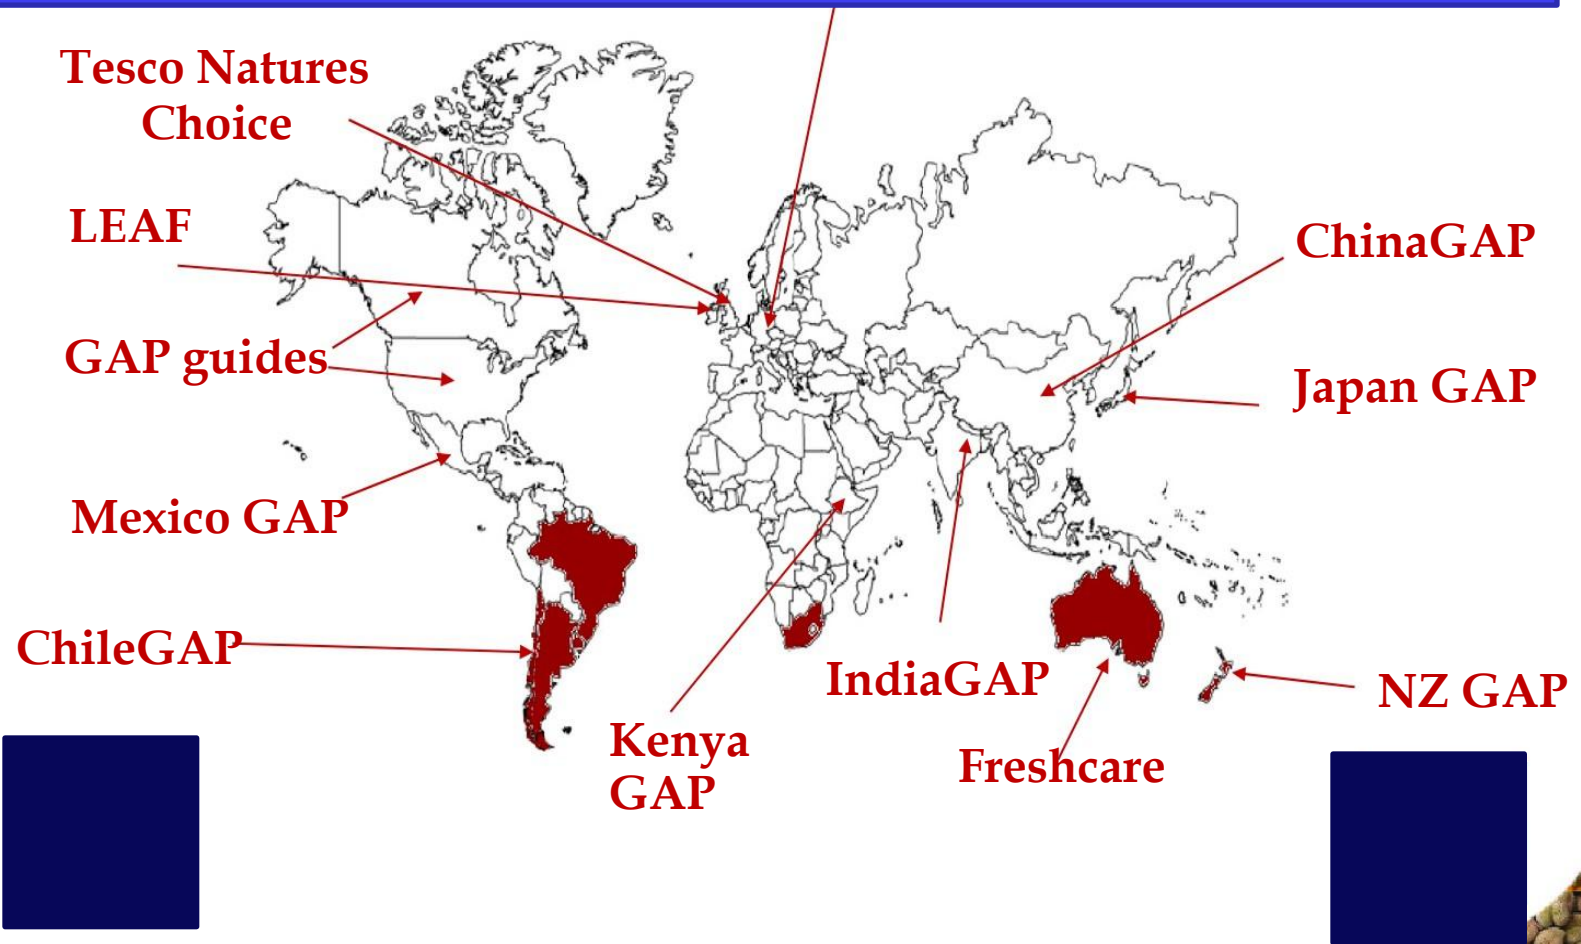 Tesco Natures
Choice
LEAF
GAP guides
Mexico GAP
ChileGAP
Kenya
GAP
IndiaGAP
Freshcare
ChinaGAP
Japan GAP
NZ GAP